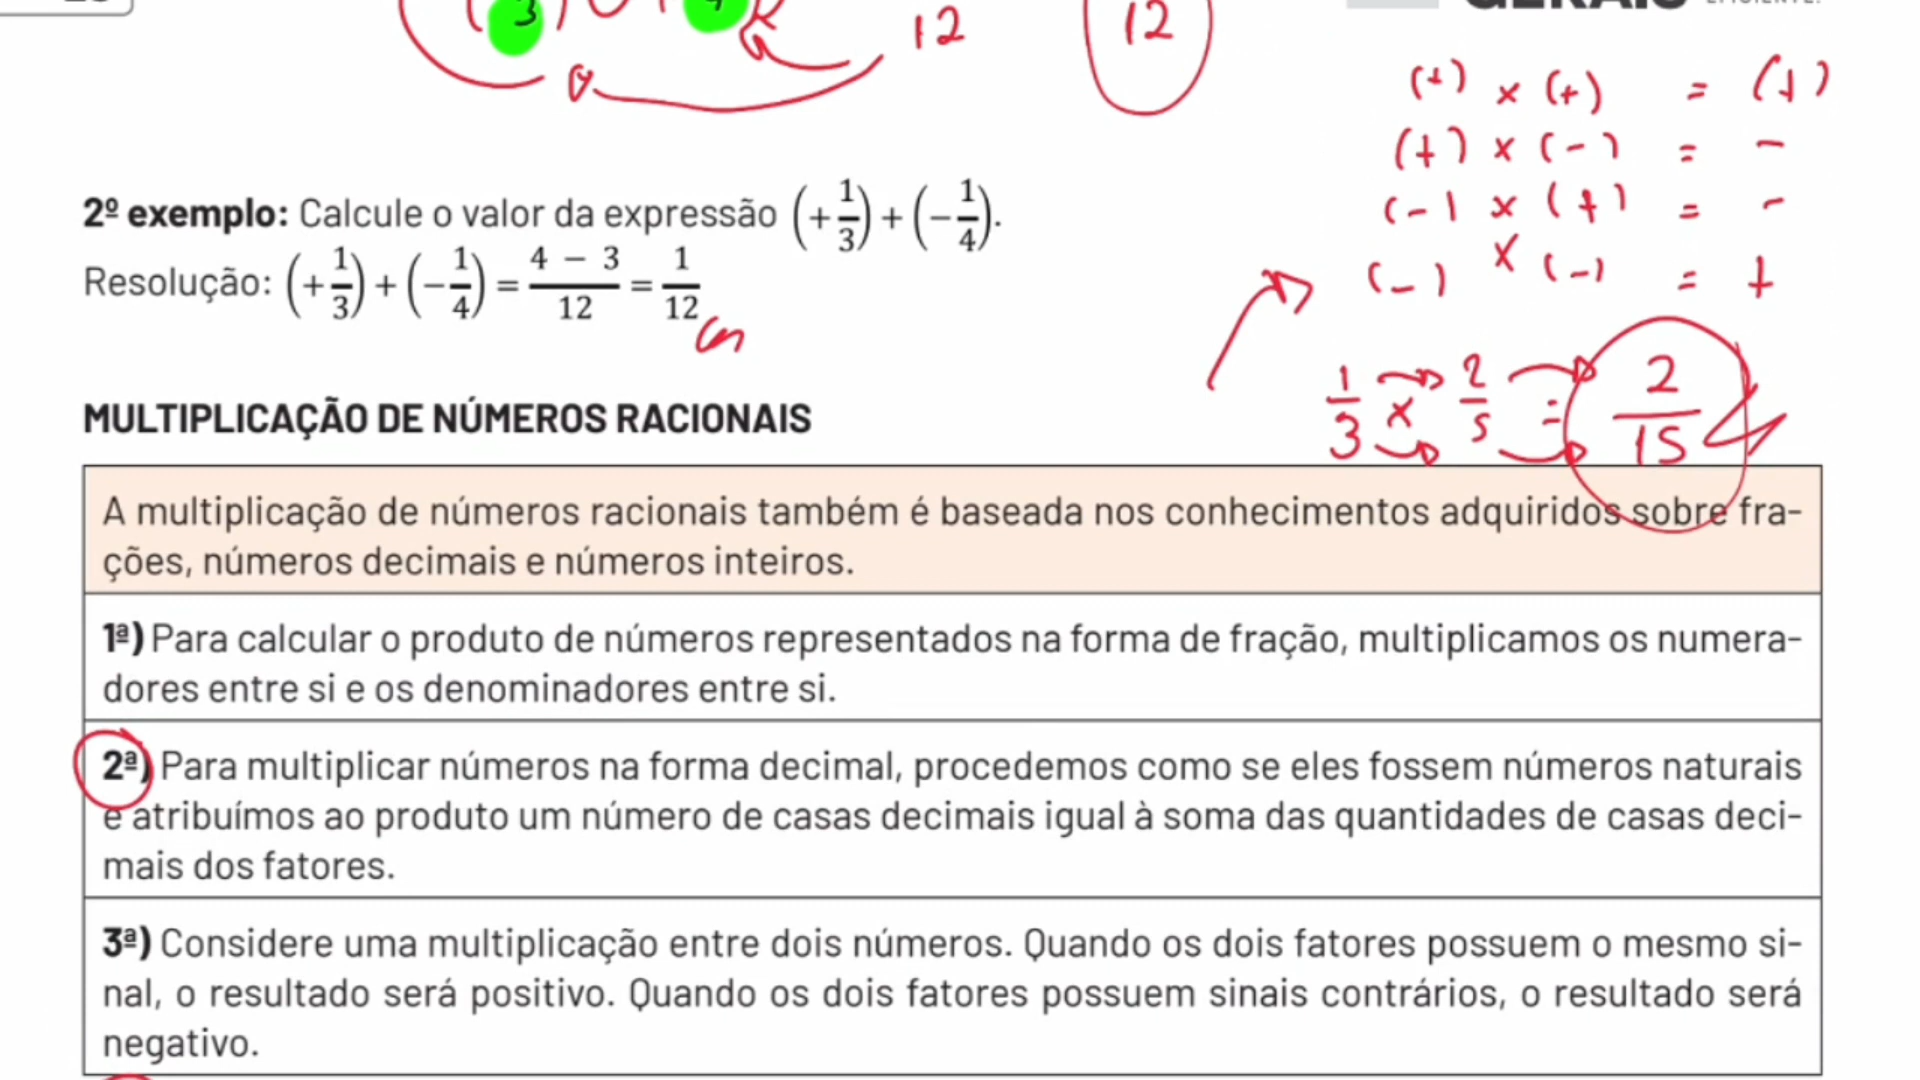 3
12
12
(+) × (+) = (+)
(+) × (-) = -
(-) × (+) = -
(-) × (-) = +
2º exemplo: Calcule o valor da expressão (+1/3) + (−1/4).
Resolução: (+1/3) + (−1/4) = 4 − 3/12 = 1/12
1/3 × 2/5 = 2/15
MULTIPLICAÇÃO DE NÚMEROS RACIONAIS
A multiplicação de números racionais também é baseada nos conhecimentos adquiridos sobre fra-
ções, números decimais e números inteiros.
1ª) Para calcular o produto de números representados na forma de fração, multiplicamos os numera-
dores entre si e os denominadores entre si.
2ª) Para multiplicar números na forma decimal, procedemos como se eles fossem números naturais
e atribuímos ao produto um número de casas decimais igual à soma das quantidades de casas deci-
mais dos fatores.
3ª) Considere uma multiplicação entre dois números. Quando os dois fatores possuem o mesmo si-
nal, o resultado será positivo. Quando os dois fatores possuem sinais contrários, o resultado será
negativo.